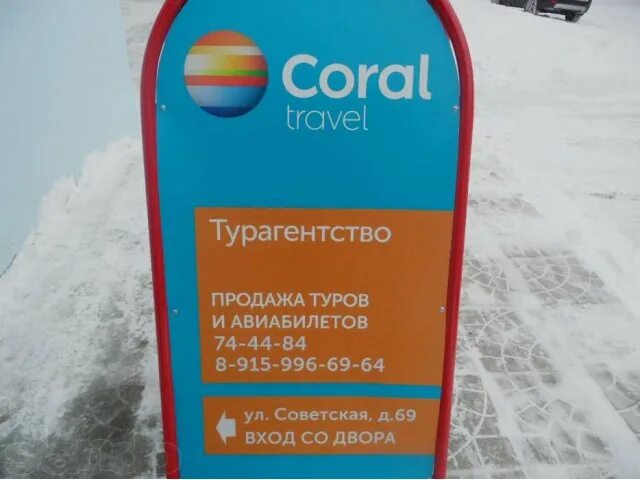 Coral
travel
Турагентство
ПРОДАЖА ТУРОВ
И АВИАБИЛЕТОВ
74-44-84
8-915-996-69-64
ул. Советская, д.69
ВХОД СО ДВОРА